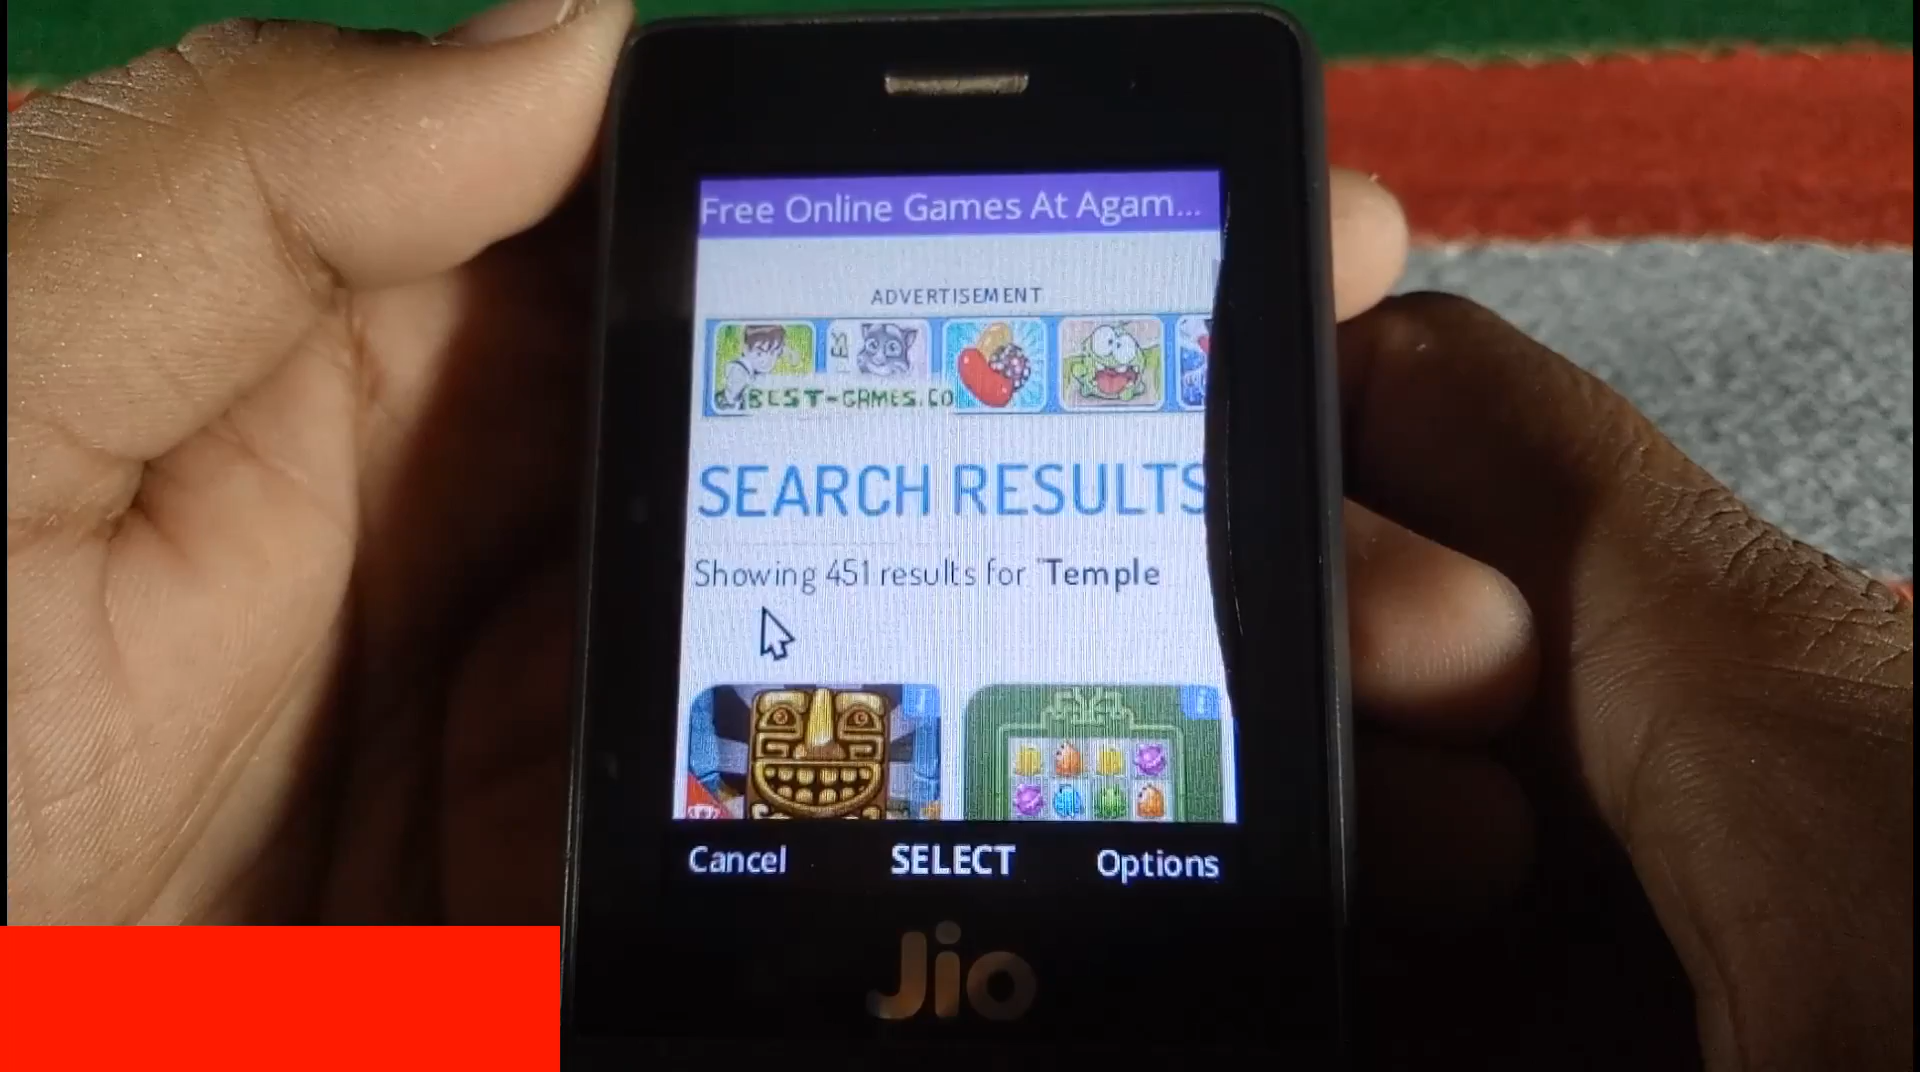 Free Online Games At Agam...
ADVERTISEMENT
BEST-GAMES.CO
SEARCH RESULTS
Showing 451 results for "Temple
Cancel SELECT Options
Jio